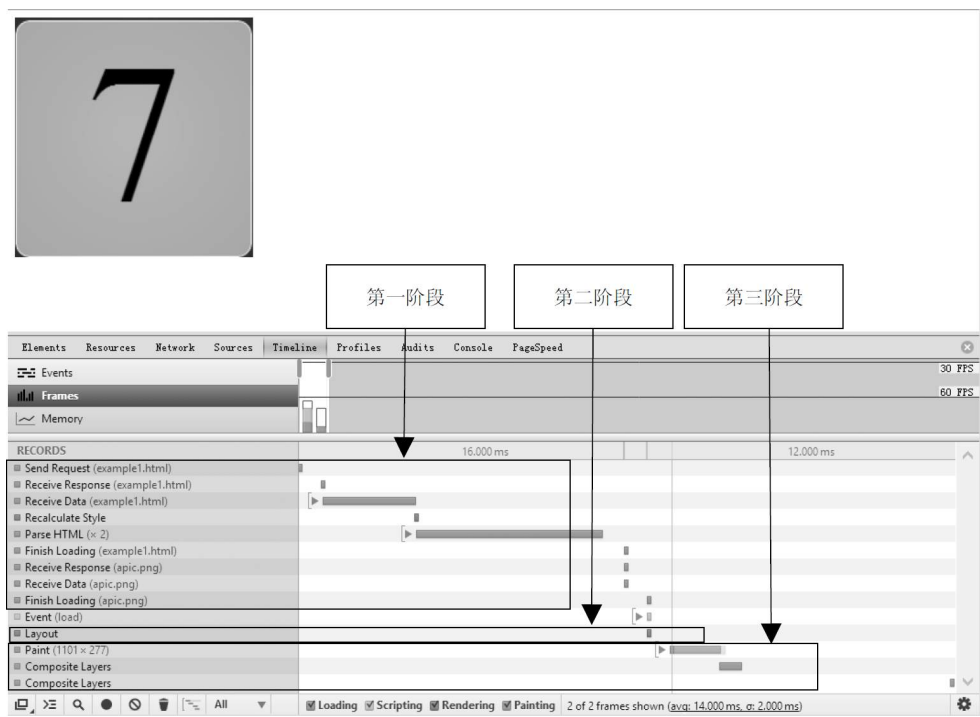 7
第一阶段
第二阶段
第三阶段
Elements Resources Network Sources Timeline Profiles Audits Console PageSpeed
Events
30 FPS
Frames
60 FPS
Memory
RECORDS 16.000 ms 12.000 ms
Send Request (example1.html)
Receive Response (example1.html)
Receive Data (example1.html)
Recalculate Style
Parse HTML (× 2)
Finish Loading (example1.html)
Receive Response (apic.png)
Receive Data (apic.png)
Finish Loading (apic.png)
Event (load)
Layout
Paint (1101 × 277)
Composite Layers
Composite Layers
All Loading Scripting Rendering Painting 2 of 2 frames shown (avg: 14.000 ms, σ: 2.000 ms)